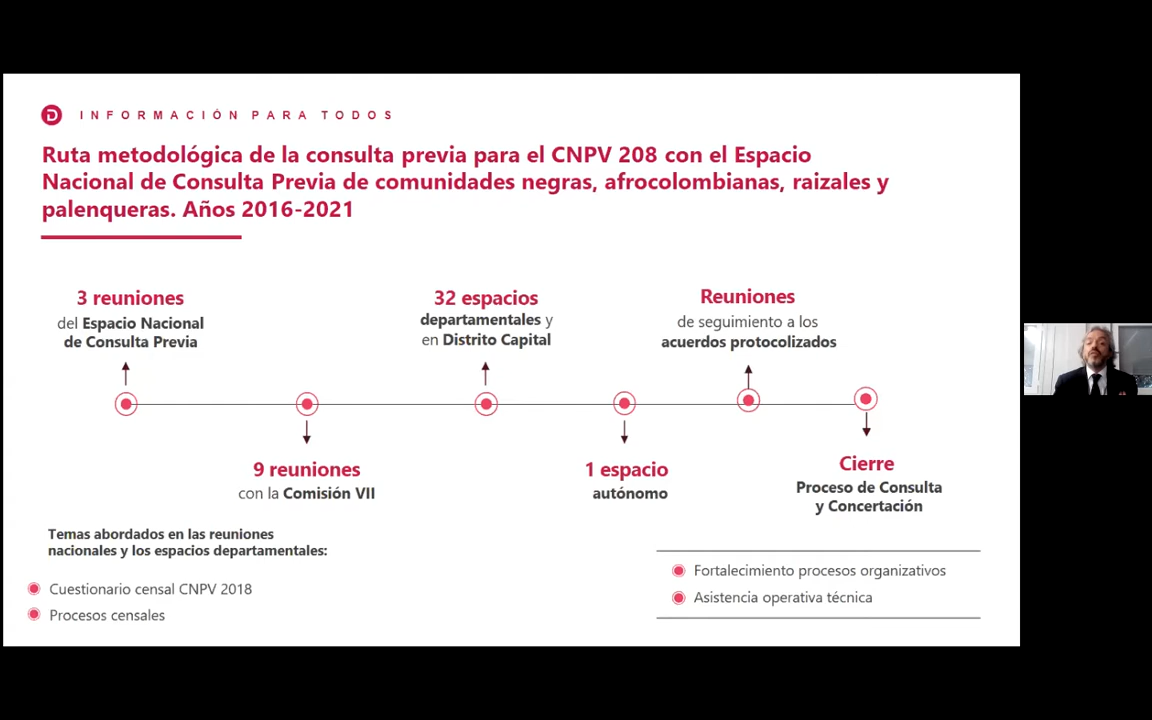 INFORMACIÓN PARA TODOS
Ruta metodológica de la consulta previa para el CNPV 208 con el Espacio
Nacional de Consulta Previa de comunidades negras, afrocolombianas, raizales y
palenqueras. Años 2016-2021
3 reuniones
del Espacio Nacional
de Consulta Previa
32 espacios
departamentales y
en Distrito Capital
Reuniones
de seguimiento a los
acuerdos protocolizados
9 reuniones
con la Comisión VII
1 espacio
autónomo
Cierre
Proceso de Consulta
y Concertación
Temas abordados en las reuniones
nacionales y los espacios departamentales:
Cuestionario censal CNPV 2018
Procesos censales
Fortalecimiento procesos organizativos
Asistencia operativa técnica